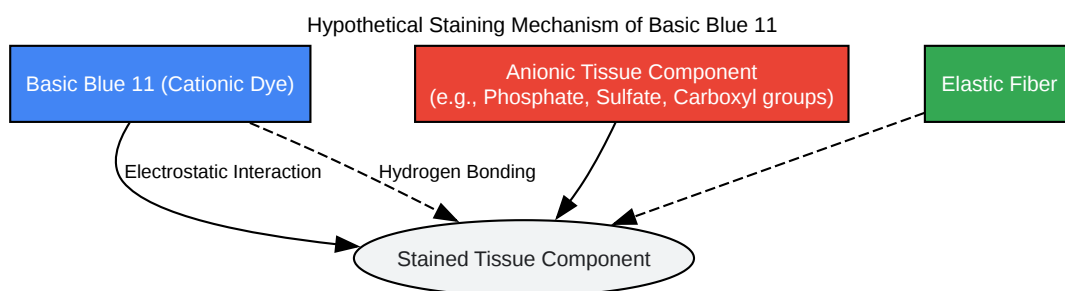 Hypothetical Staining Mechanism of Basic Blue 11
Basic Blue 11 (Cationic Dye)
Anionic Tissue Component
(e.g., Phosphate, Sulfate, Carboxyl groups)
Elastic Fiber
Electrostatic Interaction
Hydrogen Bonding
Stained Tissue Component